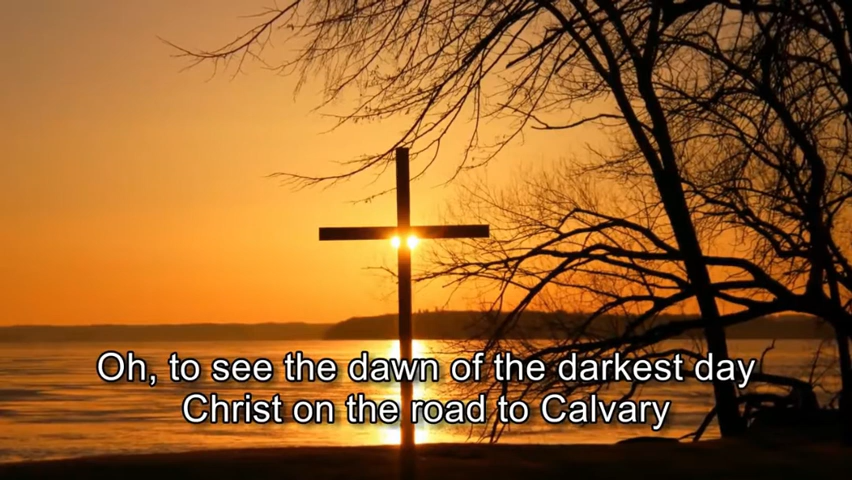 Oh, to see the dawn of the darkest day
Christ on the road to Calvary